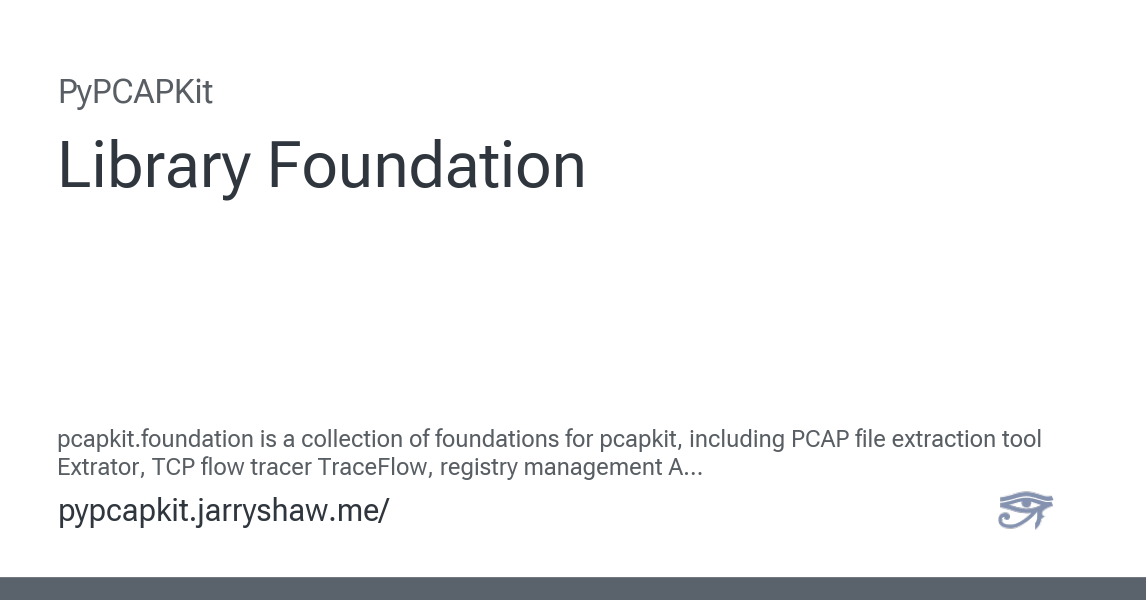 PyPCAPKit
Library Foundation
pcapkit.foundation is a collection of foundations for pcapkit, including PCAP file extraction tool
Extrator, TCP flow tracer TraceFlow, registry management A...
pypcapkit.jarryshaw.me/